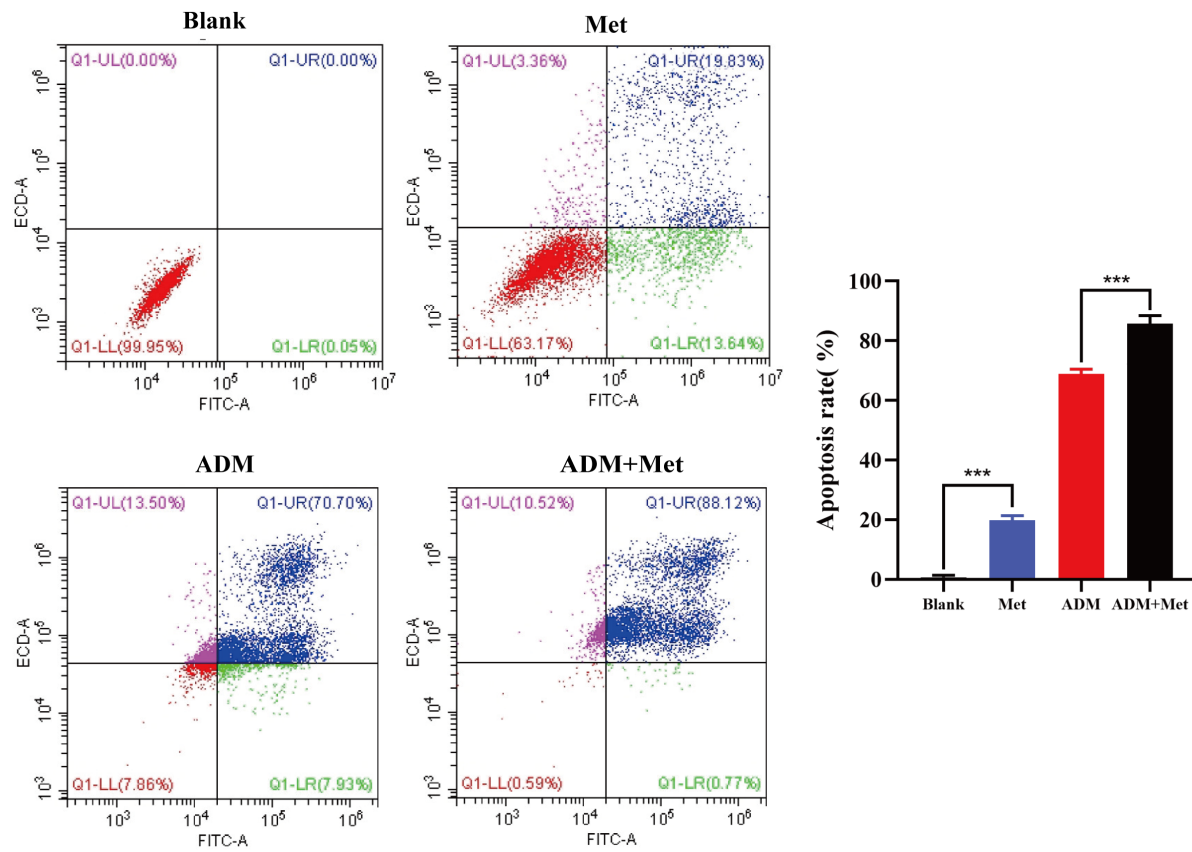 Blank
Q1-UL(0.00%) Q1-UR(0.00%)
10^6
10^5
10^4
10^3
ECD-A
Q1-LL(99.95%) Q1-LR(0.05%)
10^4 10^5 10^6 10^7
FITC-A
Met
Q1-UL(3.36%) Q1-UR(19.83%)
10^6
10^5
10^4
10^3
ECD-A
Q1-LL(63.17%) Q1-LR(13.64%)
10^4 10^5 10^6 10^7
FITC-A
ADM
Q1-UL(13.50%) Q1-UR(70.70%)
10^6
10^5
10^4
10^3
ECD-A
Q1-LL(7.86%) Q1-LR(7.93%)
10^3 10^4 10^5 10^6
FITC-A
ADM+Met
Q1-UL(10.52%) Q1-UR(88.12%)
10^6
10^5
10^4
10^3
ECD-A
Q1-LL(0.59%) Q1-LR(0.77%)
10^3 10^4 10^5 10^6
FITC-A
Apoptosis rate( %)
100
80
60
40
20
0
***
***
Blank Met ADM ADM+Met